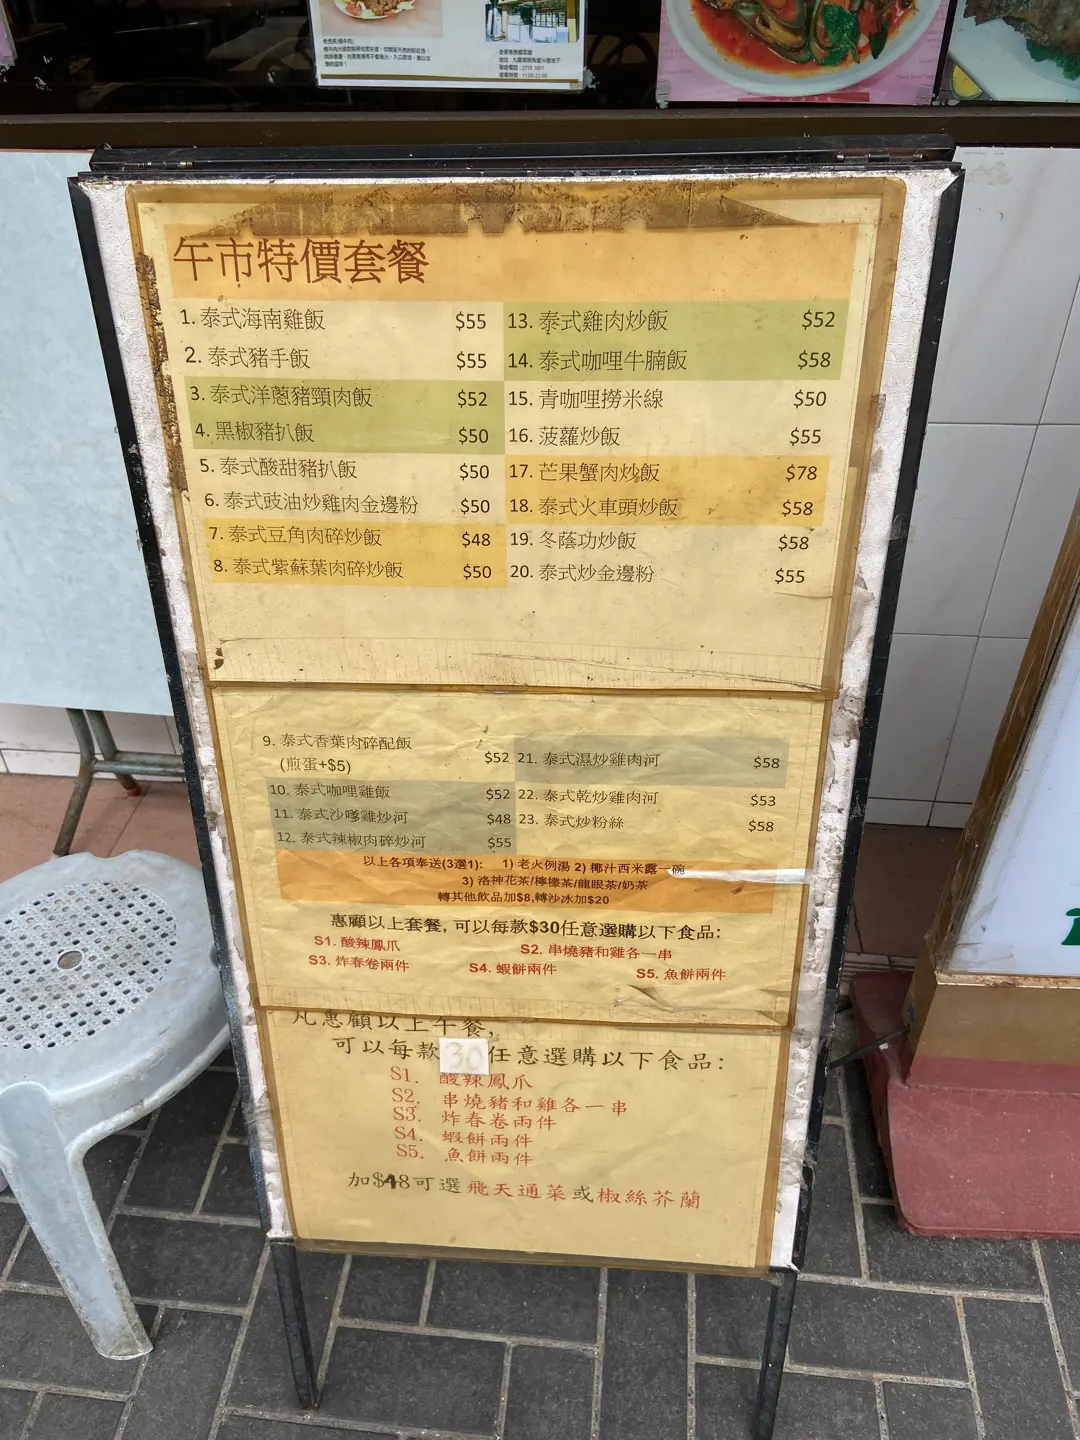 午市特價套餐
1. 泰式海南雞飯 $55
2. 泰式豬手飯 $55
3. 泰式洋蔥豬頸肉飯 $52
4. 黑椒豬扒飯 $50
5. 泰式酸甜豬扒飯 $50
6. 泰式豉油炒雞肉金邊粉 $50
7. 泰式豆角肉碎炒飯 $48
8. 泰式紫蘇葉肉碎炒飯 $50
13. 泰式雞肉炒飯 $52
14. 泰式咖哩牛腩飯 $58
15. 青咖哩撈米線 $50
16. 菠蘿炒飯 $55
17. 芒果蟹肉炒飯 $78
18. 泰式火車頭炒飯 $58
19. 冬蔭功炒飯 $58
20. 泰式炒金邊粉 $55
9. 泰式香葉肉碎配飯
(煎蛋+$5) $52
10. 泰式咖哩雞飯 $52
11. 泰式沙嗲雞炒河 $48
12. 泰式辣椒肉碎炒河 $55
21. 泰式濕炒雞肉河 $58
22. 泰式乾炒雞肉河 $53
23. 泰式炒粉絲 $58
以上各項奉送(3選1): 1) 老火例湯 2) 椰汁西米露一碗
3) 洛神花茶/檸檬茶/龍眼茶/奶茶
轉其他飲品加$8,轉沙冰加$20
惠顧以上套餐, 可以每款$30任意選購以下食品:
S1. 酸辣鳳爪 S2. 串燒豬和雞各一串
S3. 炸春卷兩件 S4. 蝦餅兩件 S5. 魚餅兩件
凡惠顧以上午餐,
可以每款30任意選購以下食品:
S1. 酸辣鳳爪
S2. 串燒豬和雞各一串
S3. 炸春卷兩件
S4. 蝦餅兩件
S5. 魚餅兩件
加$48可選飛天通菜或椒絲芥蘭